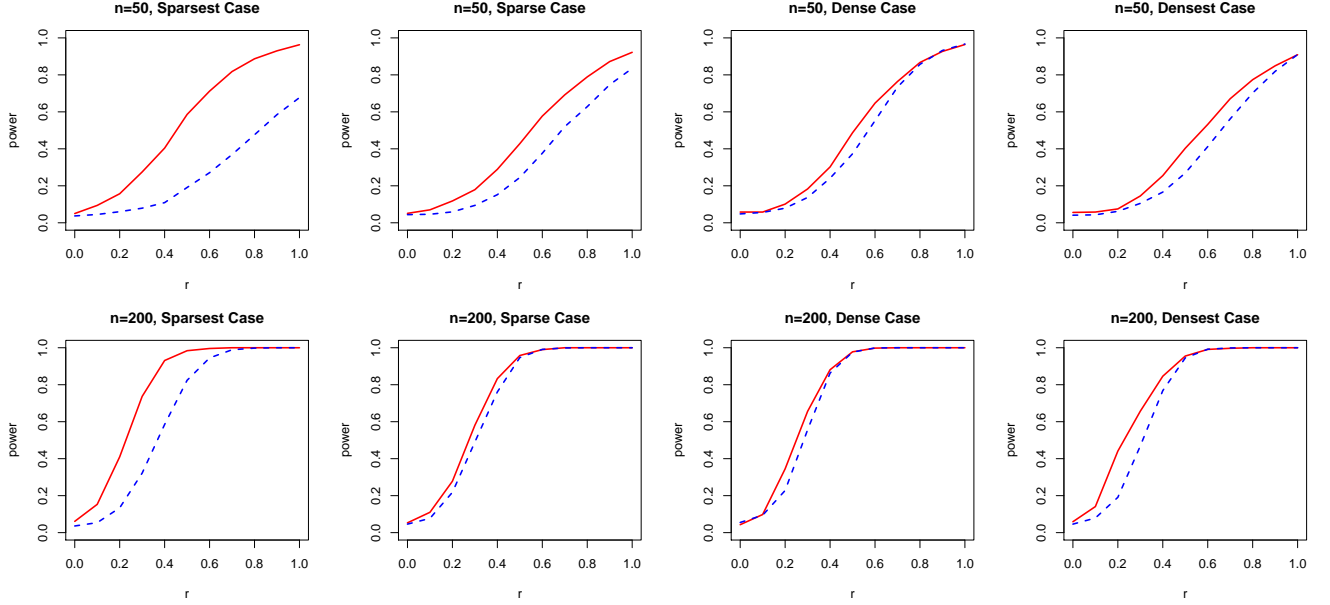 n=50, Sparsest Case
power
0.0 0.2 0.4 0.6 0.8 1.0
0.0 0.2 0.4 0.6 0.8 1.0
r
n=50, Sparse Case
power
0.0 0.2 0.4 0.6 0.8 1.0
0.0 0.2 0.4 0.6 0.8 1.0
r
n=50, Dense Case
power
0.0 0.2 0.4 0.6 0.8 1.0
0.0 0.2 0.4 0.6 0.8 1.0
r
n=50, Densest Case
power
0.0 0.2 0.4 0.6 0.8 1.0
0.0 0.2 0.4 0.6 0.8 1.0
r
n=200, Sparsest Case
power
0.0 0.2 0.4 0.6 0.8 1.0
0.0 0.2 0.4 0.6 0.8 1.0
r
n=200, Sparse Case
power
0.0 0.2 0.4 0.6 0.8 1.0
0.0 0.2 0.4 0.6 0.8 1.0
r
n=200, Dense Case
power
0.0 0.2 0.4 0.6 0.8 1.0
0.0 0.2 0.4 0.6 0.8 1.0
r
n=200, Densest Case
power
0.0 0.2 0.4 0.6 0.8 1.0
0.0 0.2 0.4 0.6 0.8 1.0
r